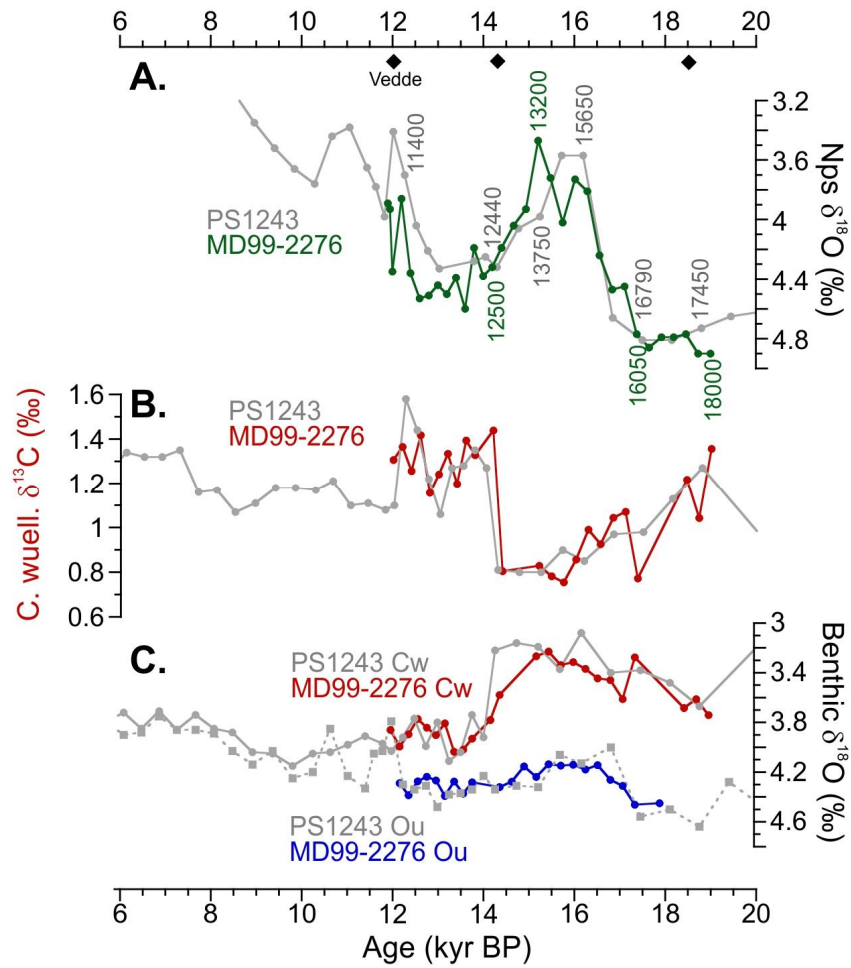 6 8 10 12 14 16 18 20
A.
Vedde
11400
12440
12500
13200
13750
15650
16790
16050
17450
18000
PS1243
MD99-2276
3.2
3.6
4
4.4
4.8
Nps δ18O (‰)
B.
PS1243
MD99-2276
1.6
1.4
1.2
1
0.8
0.6
C. wuell. δ13C (‰)
C.
PS1243 Cw
MD99-2276 Cw
PS1243 Ou
MD99-2276 Ou
3
3.4
3.8
4.2
4.6
Benthic δ18O (‰)
6 8 10 12 14 16 18 20
Age (kyr BP)